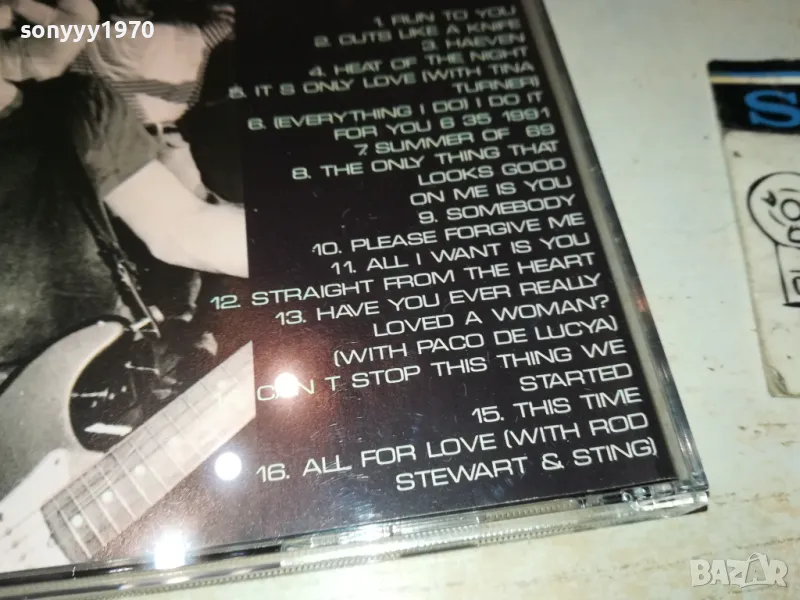 sonyyy1970
1. RUN TO YOU
2. CUTS LIKE A KNIFE
3. HAEVEN
4. HEAT OF THE NIGHT
5. IT S ONLY LOVE (WITH TINA
TURNER)
6. (EVERYTHING I DO) I DO IT
FOR YOU 6 35 1991
7 SUMMER OF 69
8. THE ONLY THING THAT
LOOKS GOOD
ON ME IS YOU
9. SOMEBODY
10. PLEASE FORGIVE ME
11. ALL I WANT IS YOU
12. STRAIGHT FROM THE HEART
13. HAVE YOU EVER REALLY
LOVED A WOMAN?
(WITH PACO DE LUCYA)
CAN T STOP THIS THING WE
STARTED
15. THIS TIME
16. ALL FOR LOVE (WITH ROD
STEWART & STING)
S
BAZAR
bg